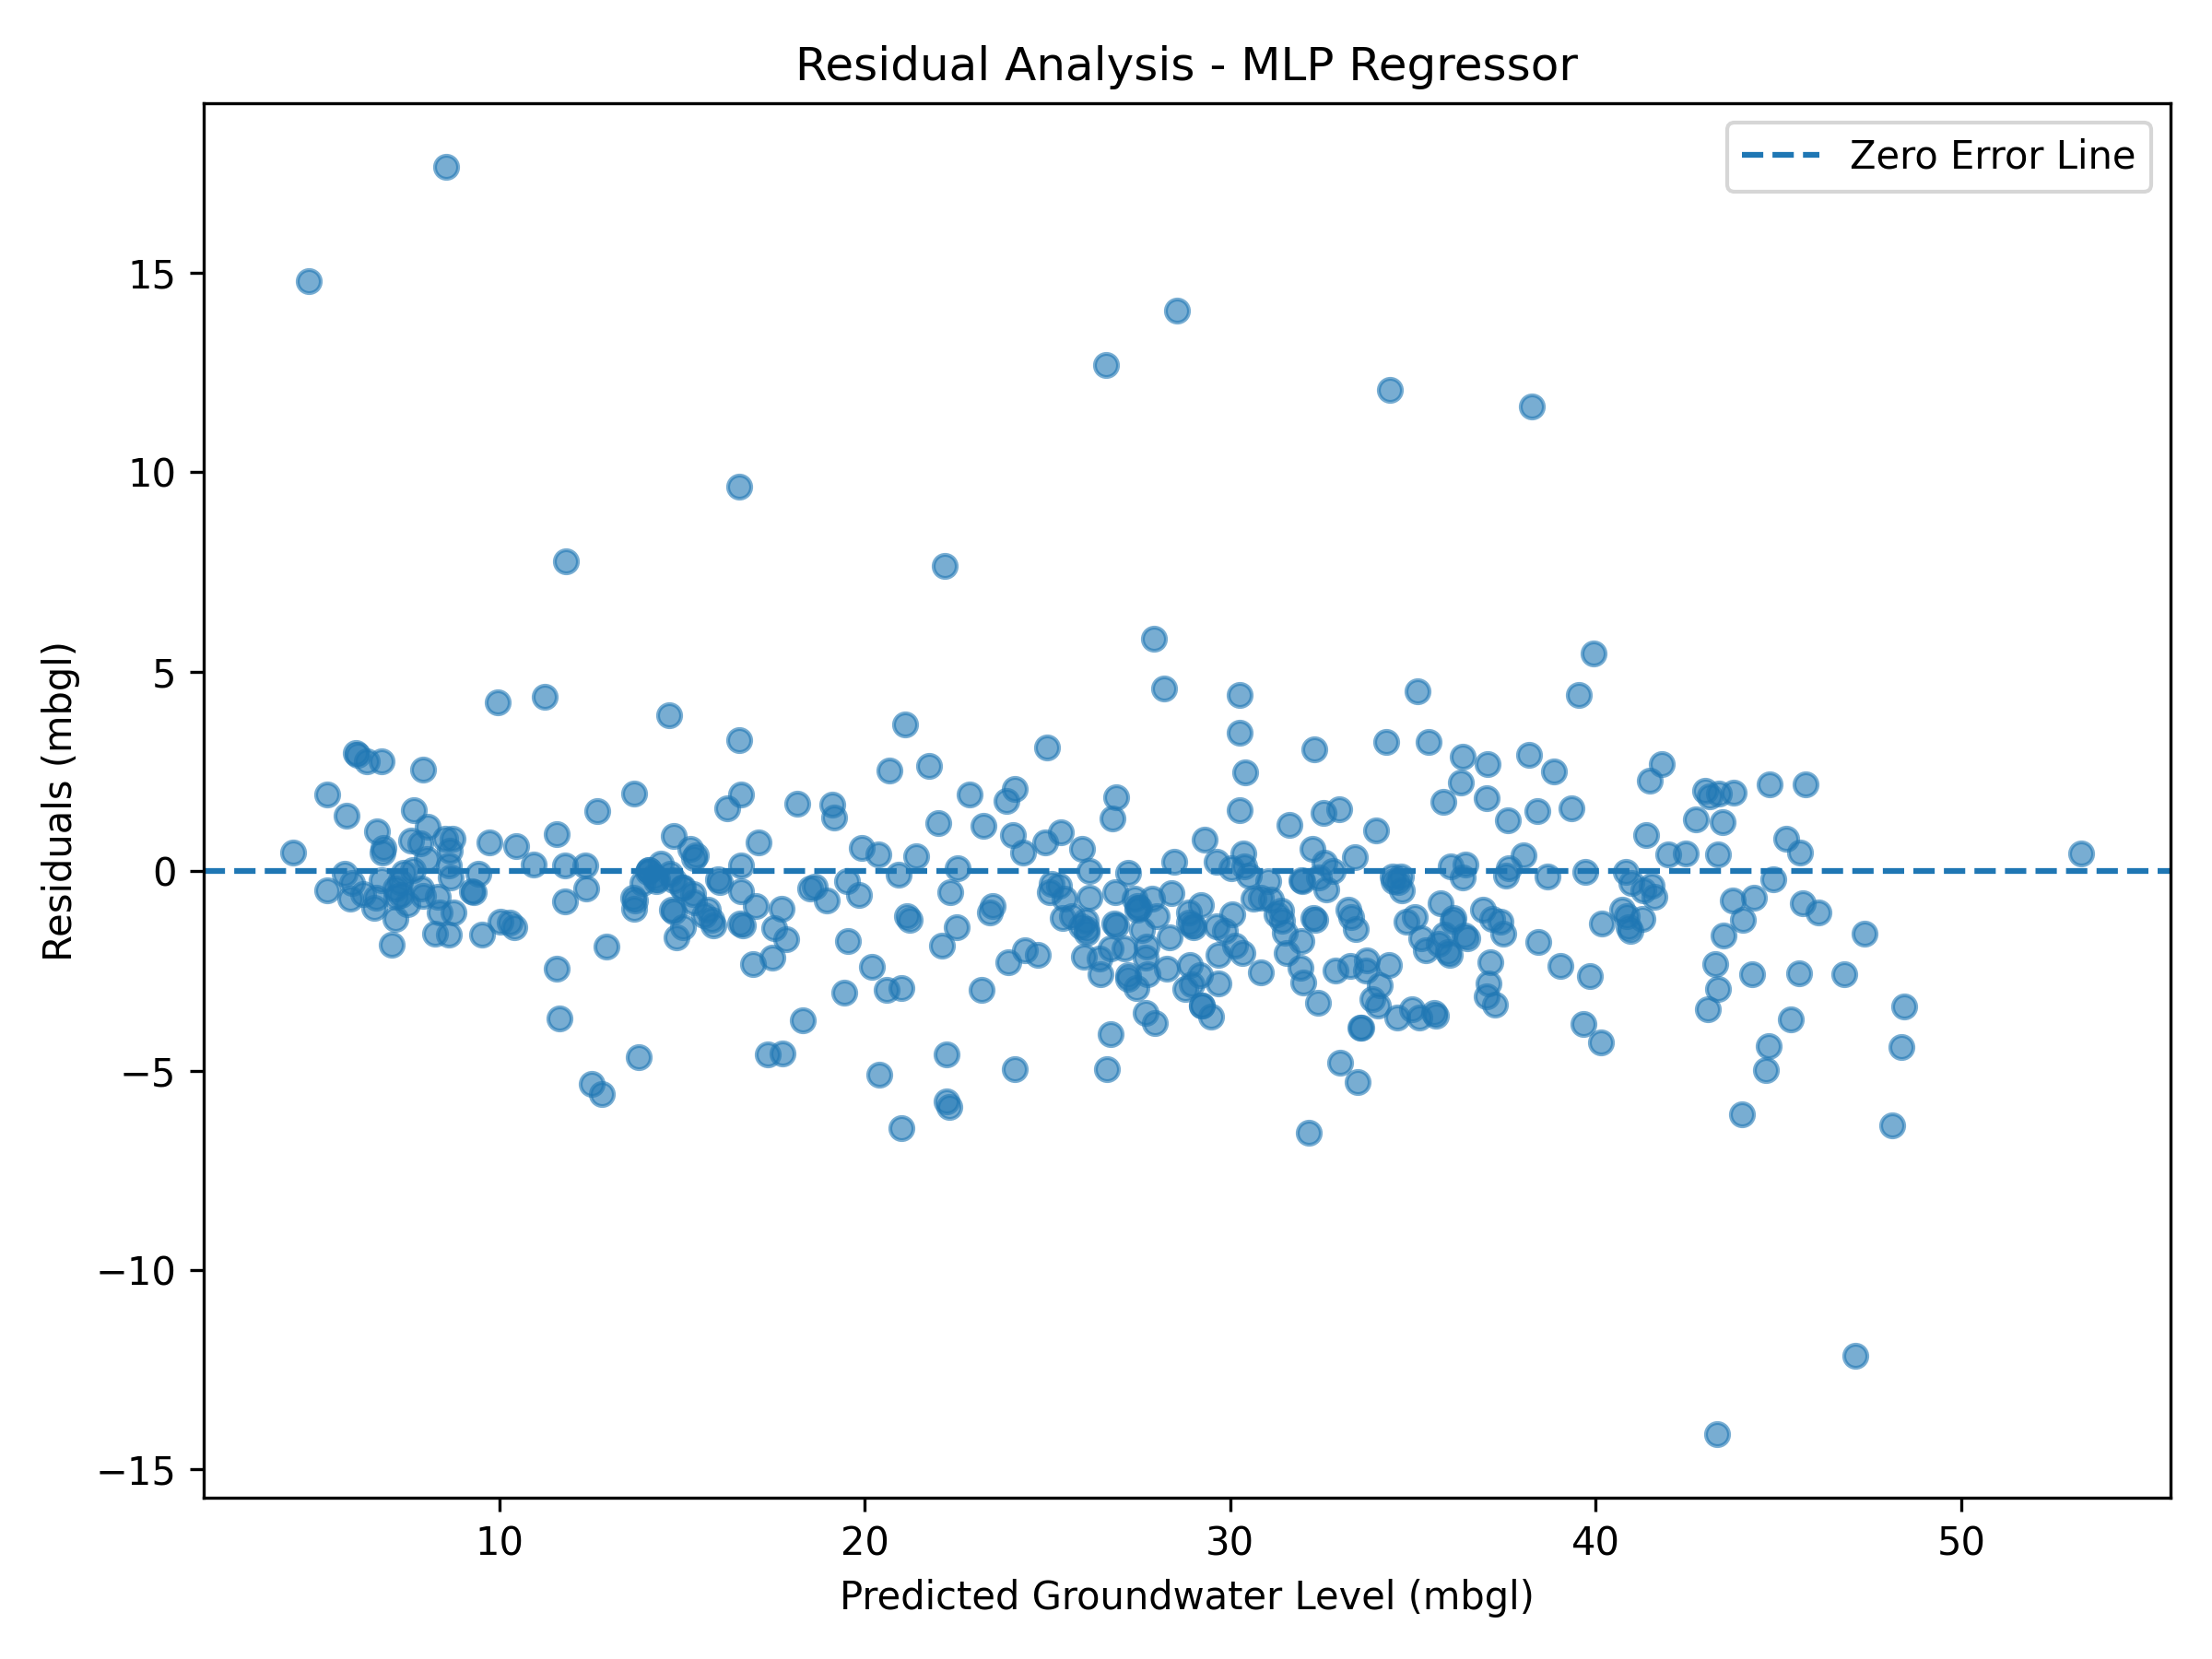 Residual Analysis - MLP Regressor
Zero Error Line
15
10
5
0
−5
−10
−15
Residuals (mbgl)
10 20 30 40 50
Predicted Groundwater Level (mbgl)